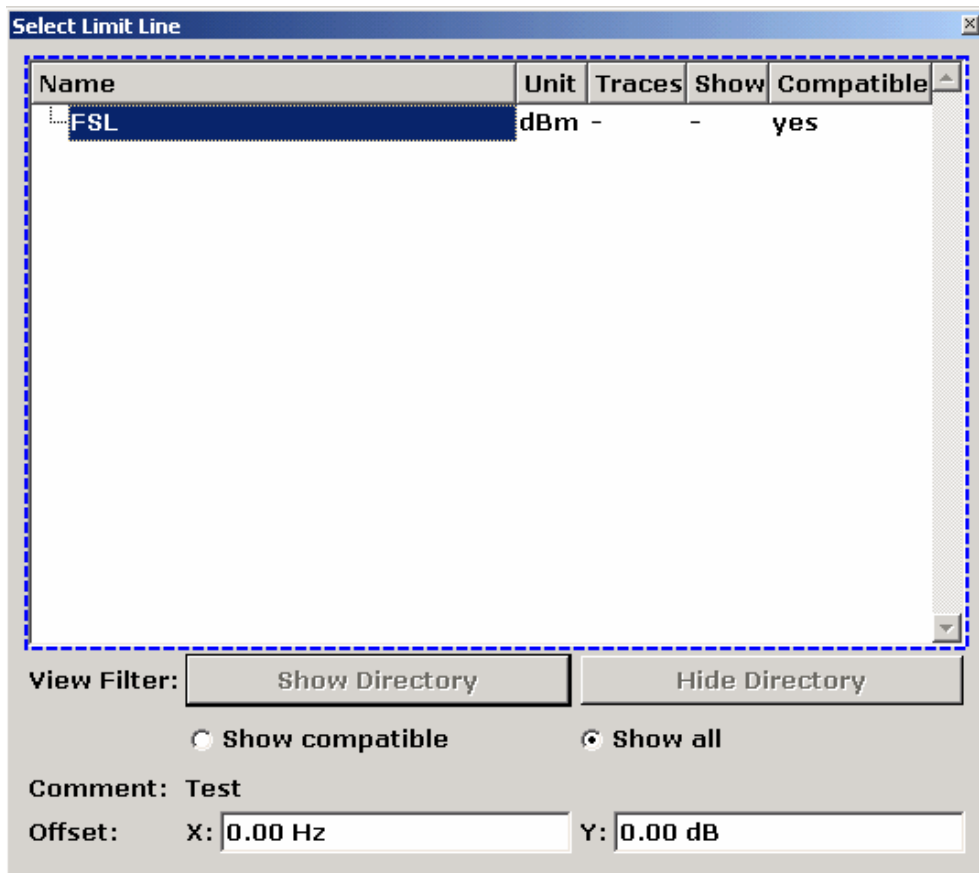 Select Limit Line
Name Unit Traces Show Compatible
FSL dBm - - yes
View Filter: Show Directory Hide Directory
Show compatible Show all
Comment: Test
Offset: X: 0.00 Hz Y: 0.00 dB